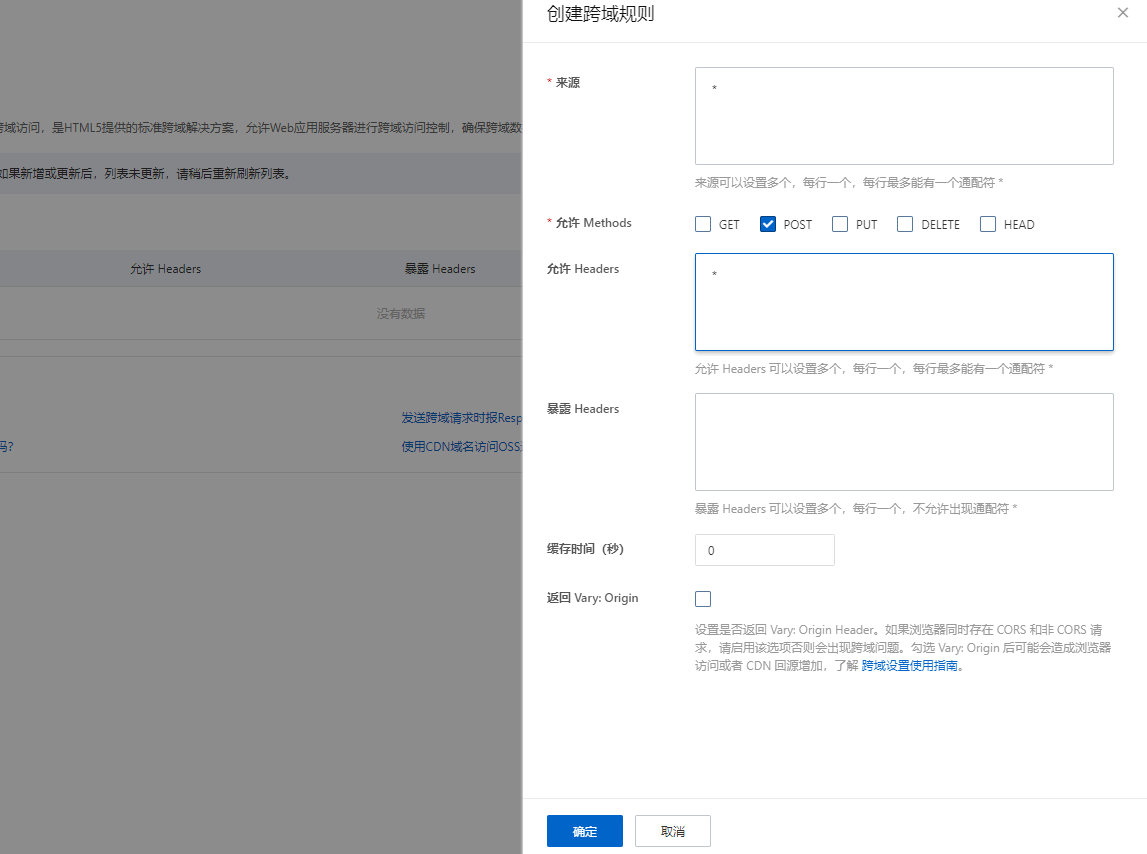 创建跨域规则
跨域访问，是HTML5提供的标准跨域解决方案，允许Web应用服务器进行跨域访问控制，确保跨域数
如果新增或更新后，列表未更新，请稍后重新刷新列表。
允许 Headers
暴露 Headers
没有数据
发送跨域请求时报Resp
吗?
使用CDN域名访问OSS
* 来源
*
来源可以设置多个，每行一个，每行最多能有一个通配符 *
* 允许 Methods
GET POST PUT DELETE HEAD
允许 Headers
*
允许 Headers 可以设置多个，每行一个，每行最多能有一个通配符 *
暴露 Headers
暴露 Headers 可以设置多个，每行一个，不允许出现通配符 *
缓存时间（秒）
0
返回 Vary: Origin
设置是否返回 Vary: Origin Header。如果浏览器同时存在 CORS 和非 CORS 请
求，请启用该选项否则会出现跨域问题。勾选 Vary: Origin 后可能会造成浏览器
访问或者 CDN 回源增加，了解 跨域设置使用指南。
确定
取消